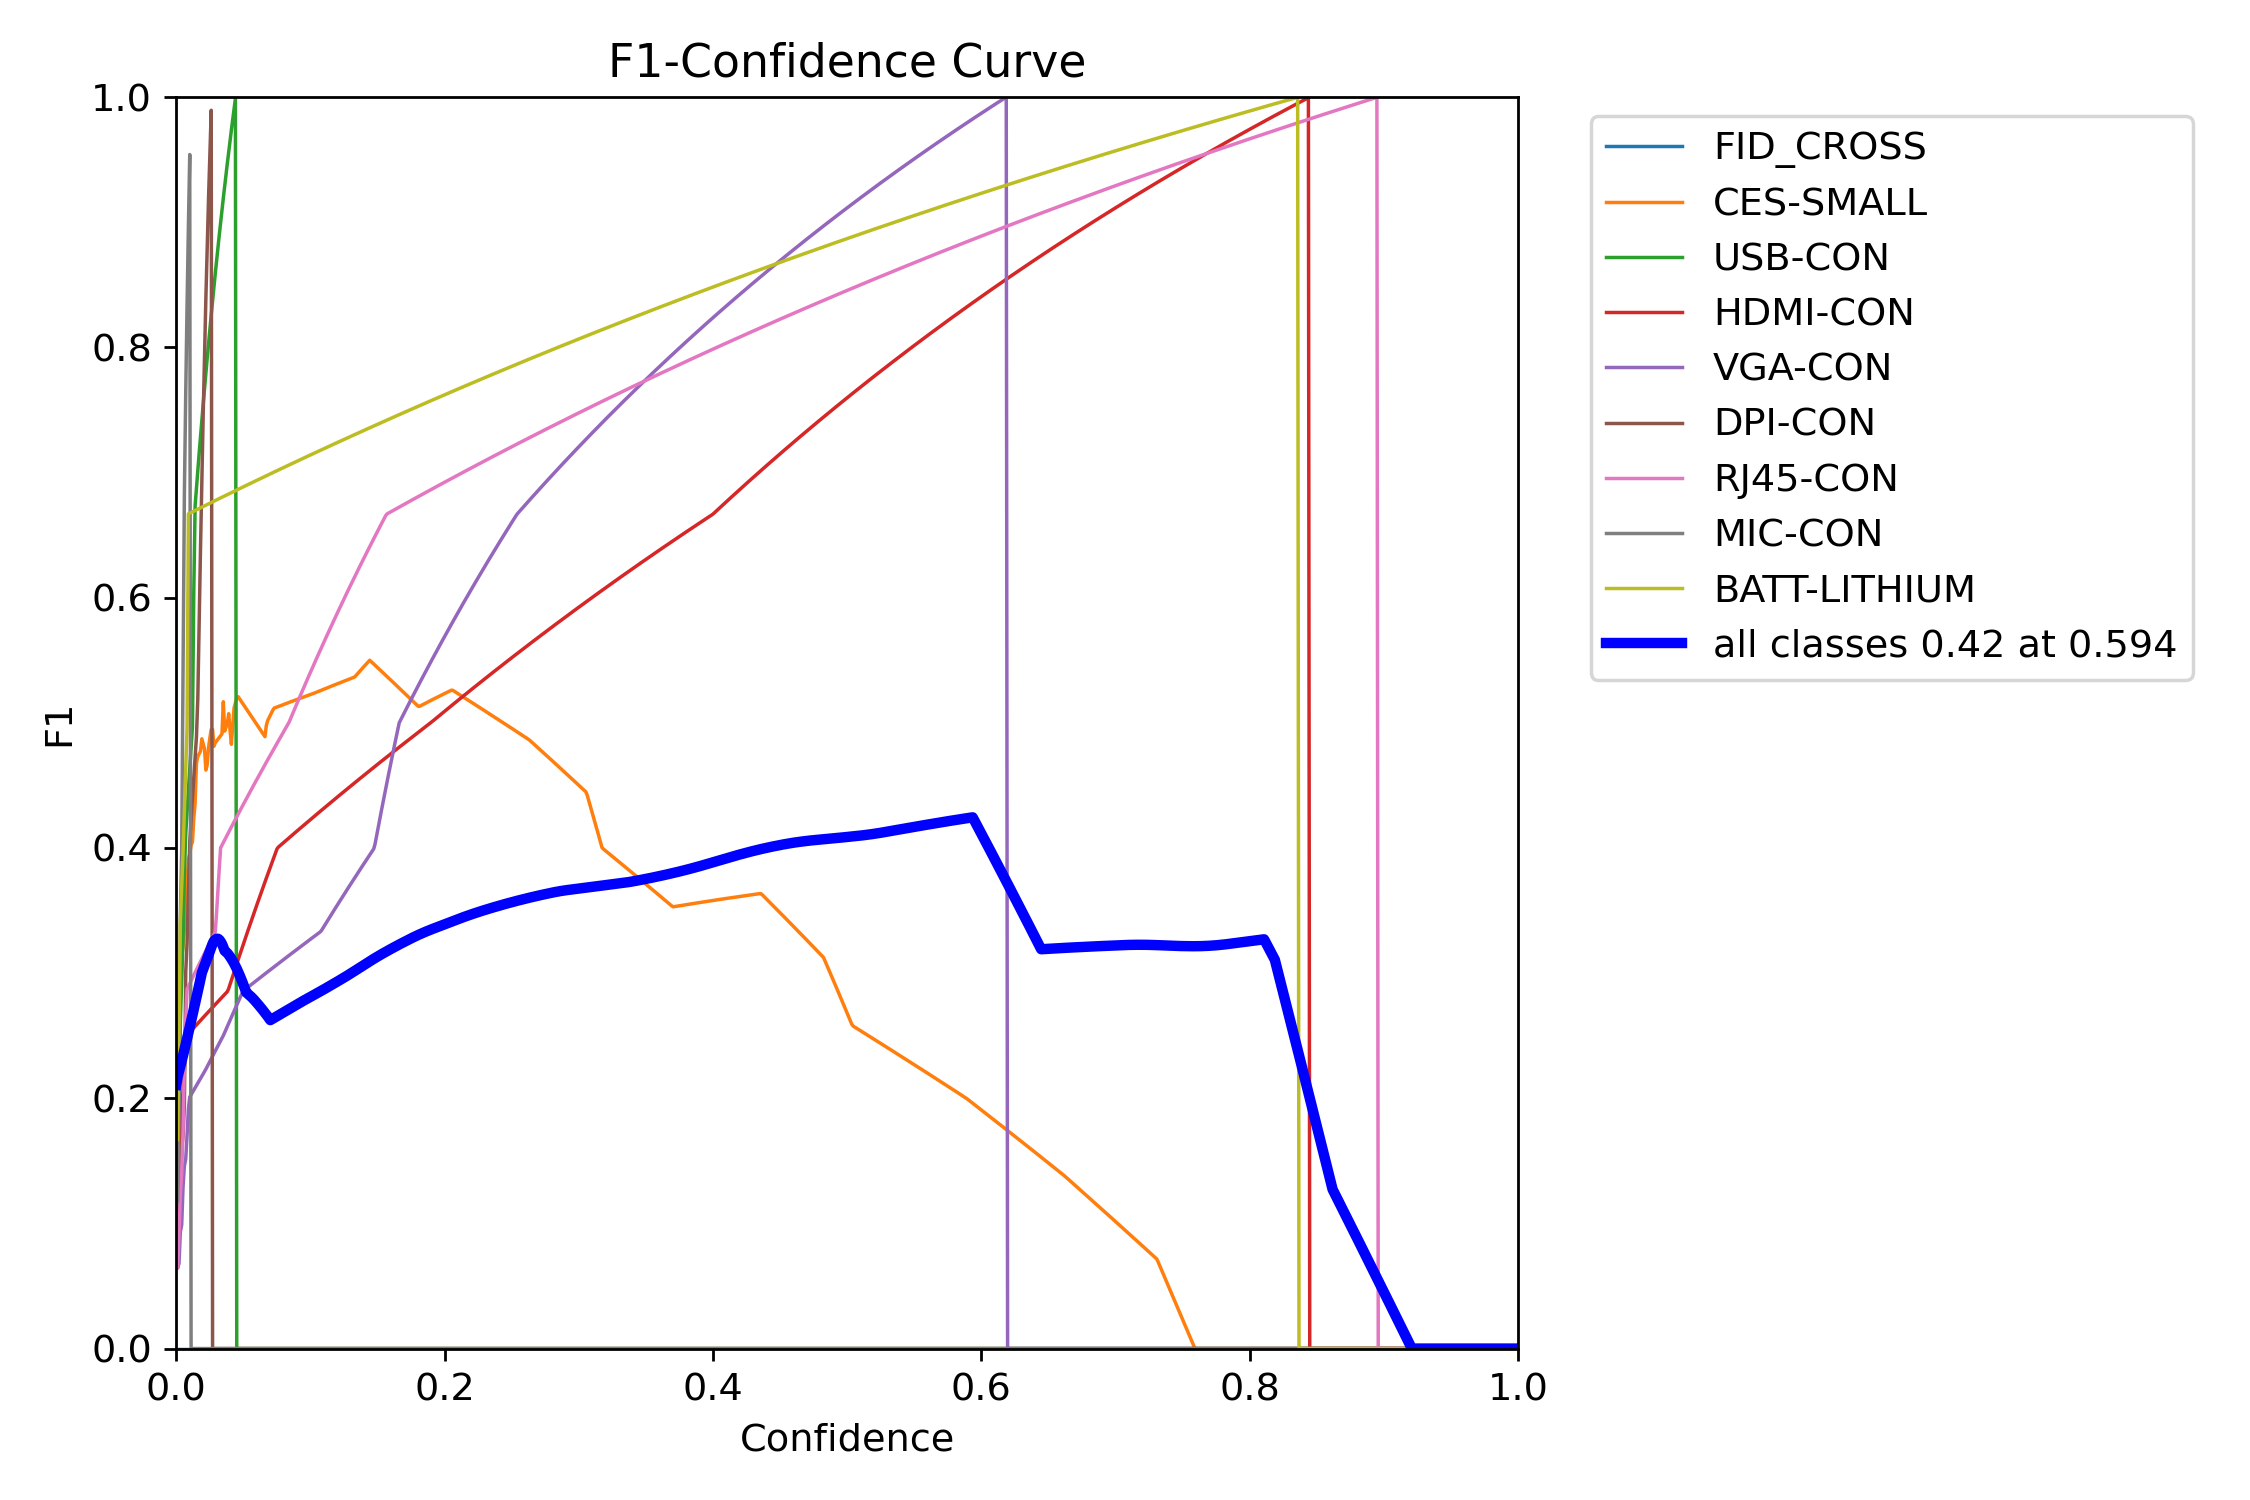 F1-Confidence Curve
1.0
0.8
0.6
0.4
0.2
0.0
F1
0.0 0.2 0.4 0.6 0.8 1.0
Confidence
FID_CROSS
CES-SMALL
USB-CON
HDMI-CON
VGA-CON
DPI-CON
RJ45-CON
MIC-CON
BATT-LITHIUM
all classes 0.42 at 0.594